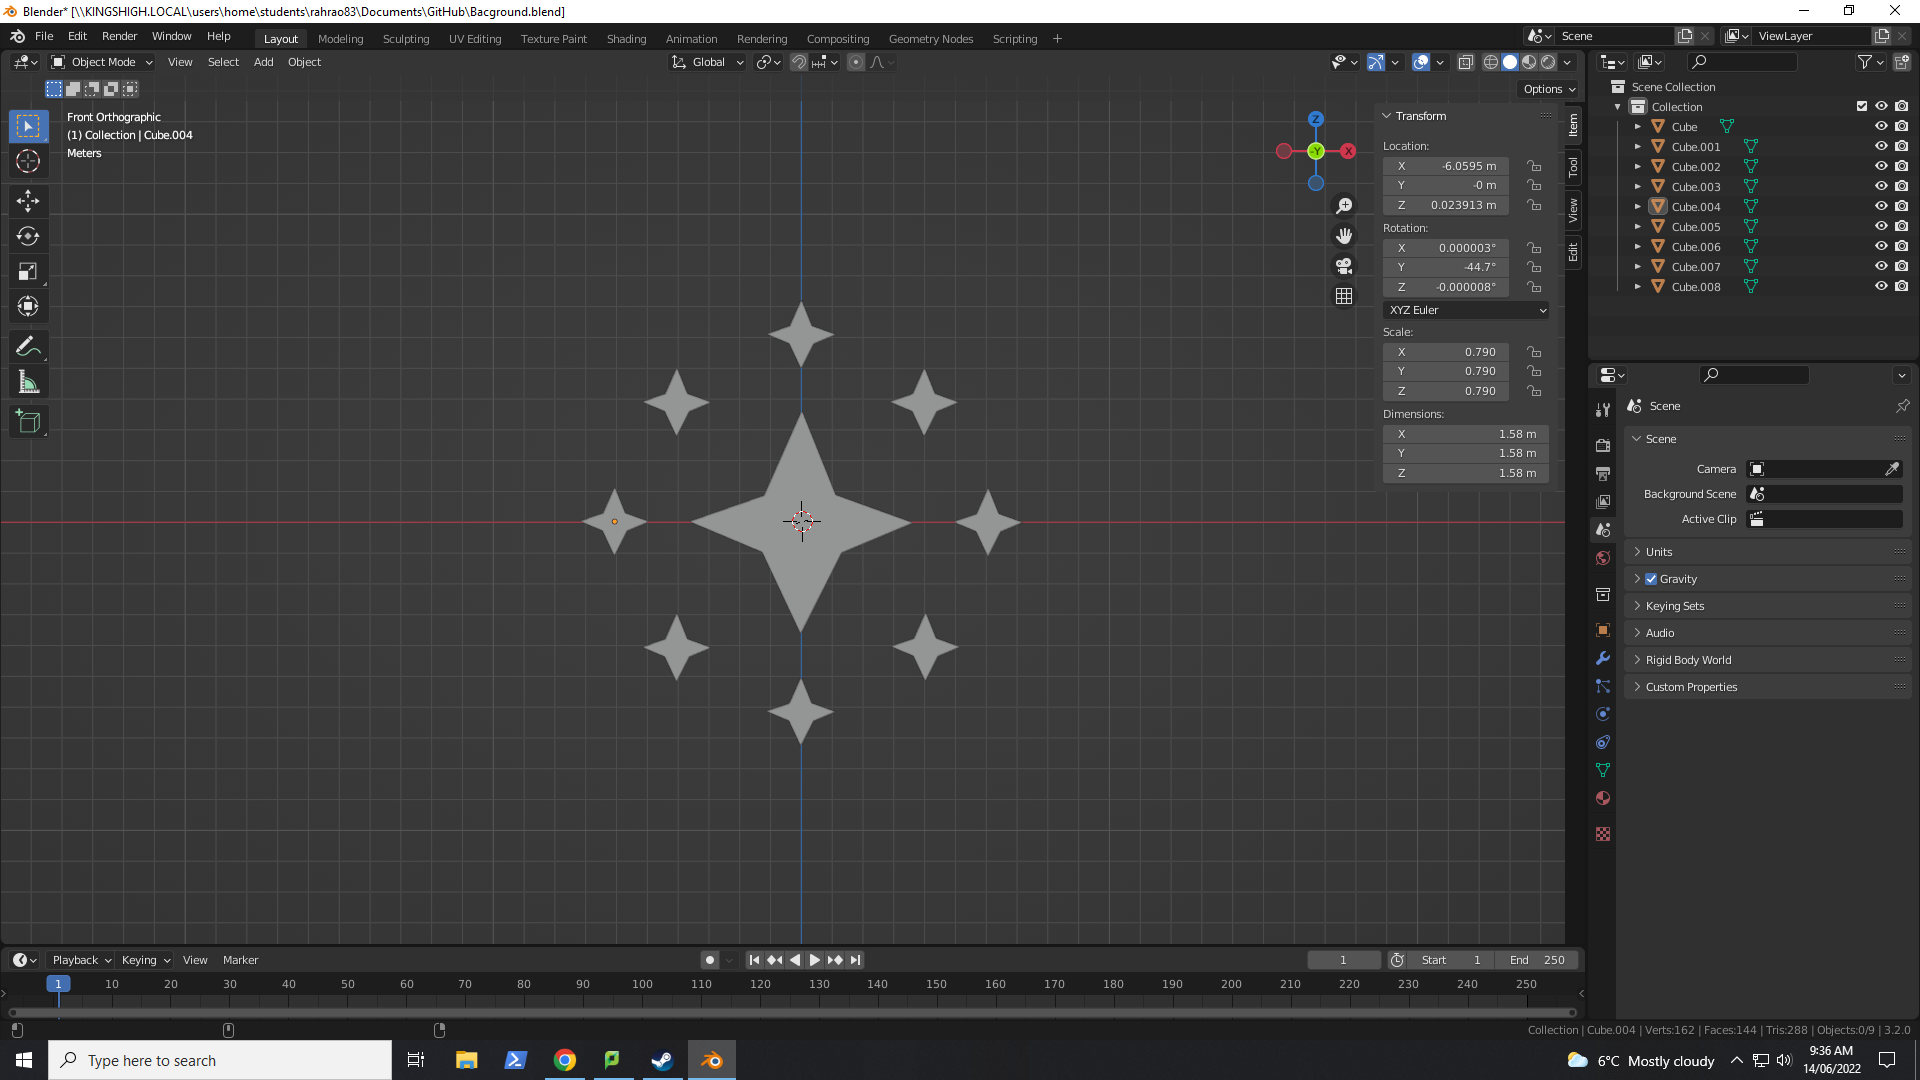 Blender* [\\KINGSHIGH.LOCAL\users\home\students\rahrao83\Documents\GitHub\Bacground.blend]
File Edit Render Window Help Layout Modeling Sculpting UV Editing Texture Paint Shading Animation Rendering Compositing Geometry Nodes Scripting + Scene ViewLayer
Object Mode View Select Add Object Global
Options
Front Orthographic
(1) Collection | Cube.004
Meters
Z
-Y
X
Transform
Location:
X -6.0595 m
Y -0 m
Z 0.023913 m
Rotation:
X 0.000003°
Y -44.7°
Z -0.000008°
XYZ Euler
Scale:
X 0.790
Y 0.790
Z 0.790
Dimensions:
X 1.58 m
Y 1.58 m
Z 1.58 m
Item
Tool
View
Edit
Scene Collection
Collection
Cube
Cube.001
Cube.002
Cube.003
Cube.004
Cube.005
Cube.006
Cube.007
Cube.008
Scene
Scene
Camera
Background Scene
Active Clip
Units
Gravity
Keying Sets
Audio
Rigid Body World
Custom Properties
Playback Keying View Marker 1 Start 1 End 250
1 10 20 30 40 50 60 70 80 90 100 110 120 130 140 150 160 170 180 190 200 210 220 230 240 250
Collection | Cube.004 | Verts:162 | Faces:144 | Tris:288 | Objects:0/9 | 3.2.0
Type here to search
6°C Mostly cloudy
9:36 AM
14/06/2022